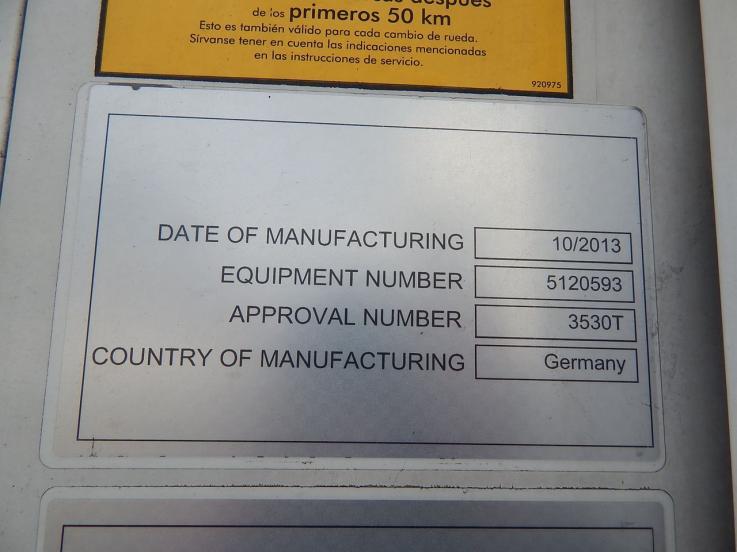 después
de los primeros 50 km
Esto es también válido para cada cambio de rueda.
Sírvanse tener en cuenta las indicaciones mencionadas
en las instrucciones de servicio.
920975
DATE OF MANUFACTURING 10/2013
EQUIPMENT NUMBER 5120593
APPROVAL NUMBER 3530T
COUNTRY OF MANUFACTURING Germany